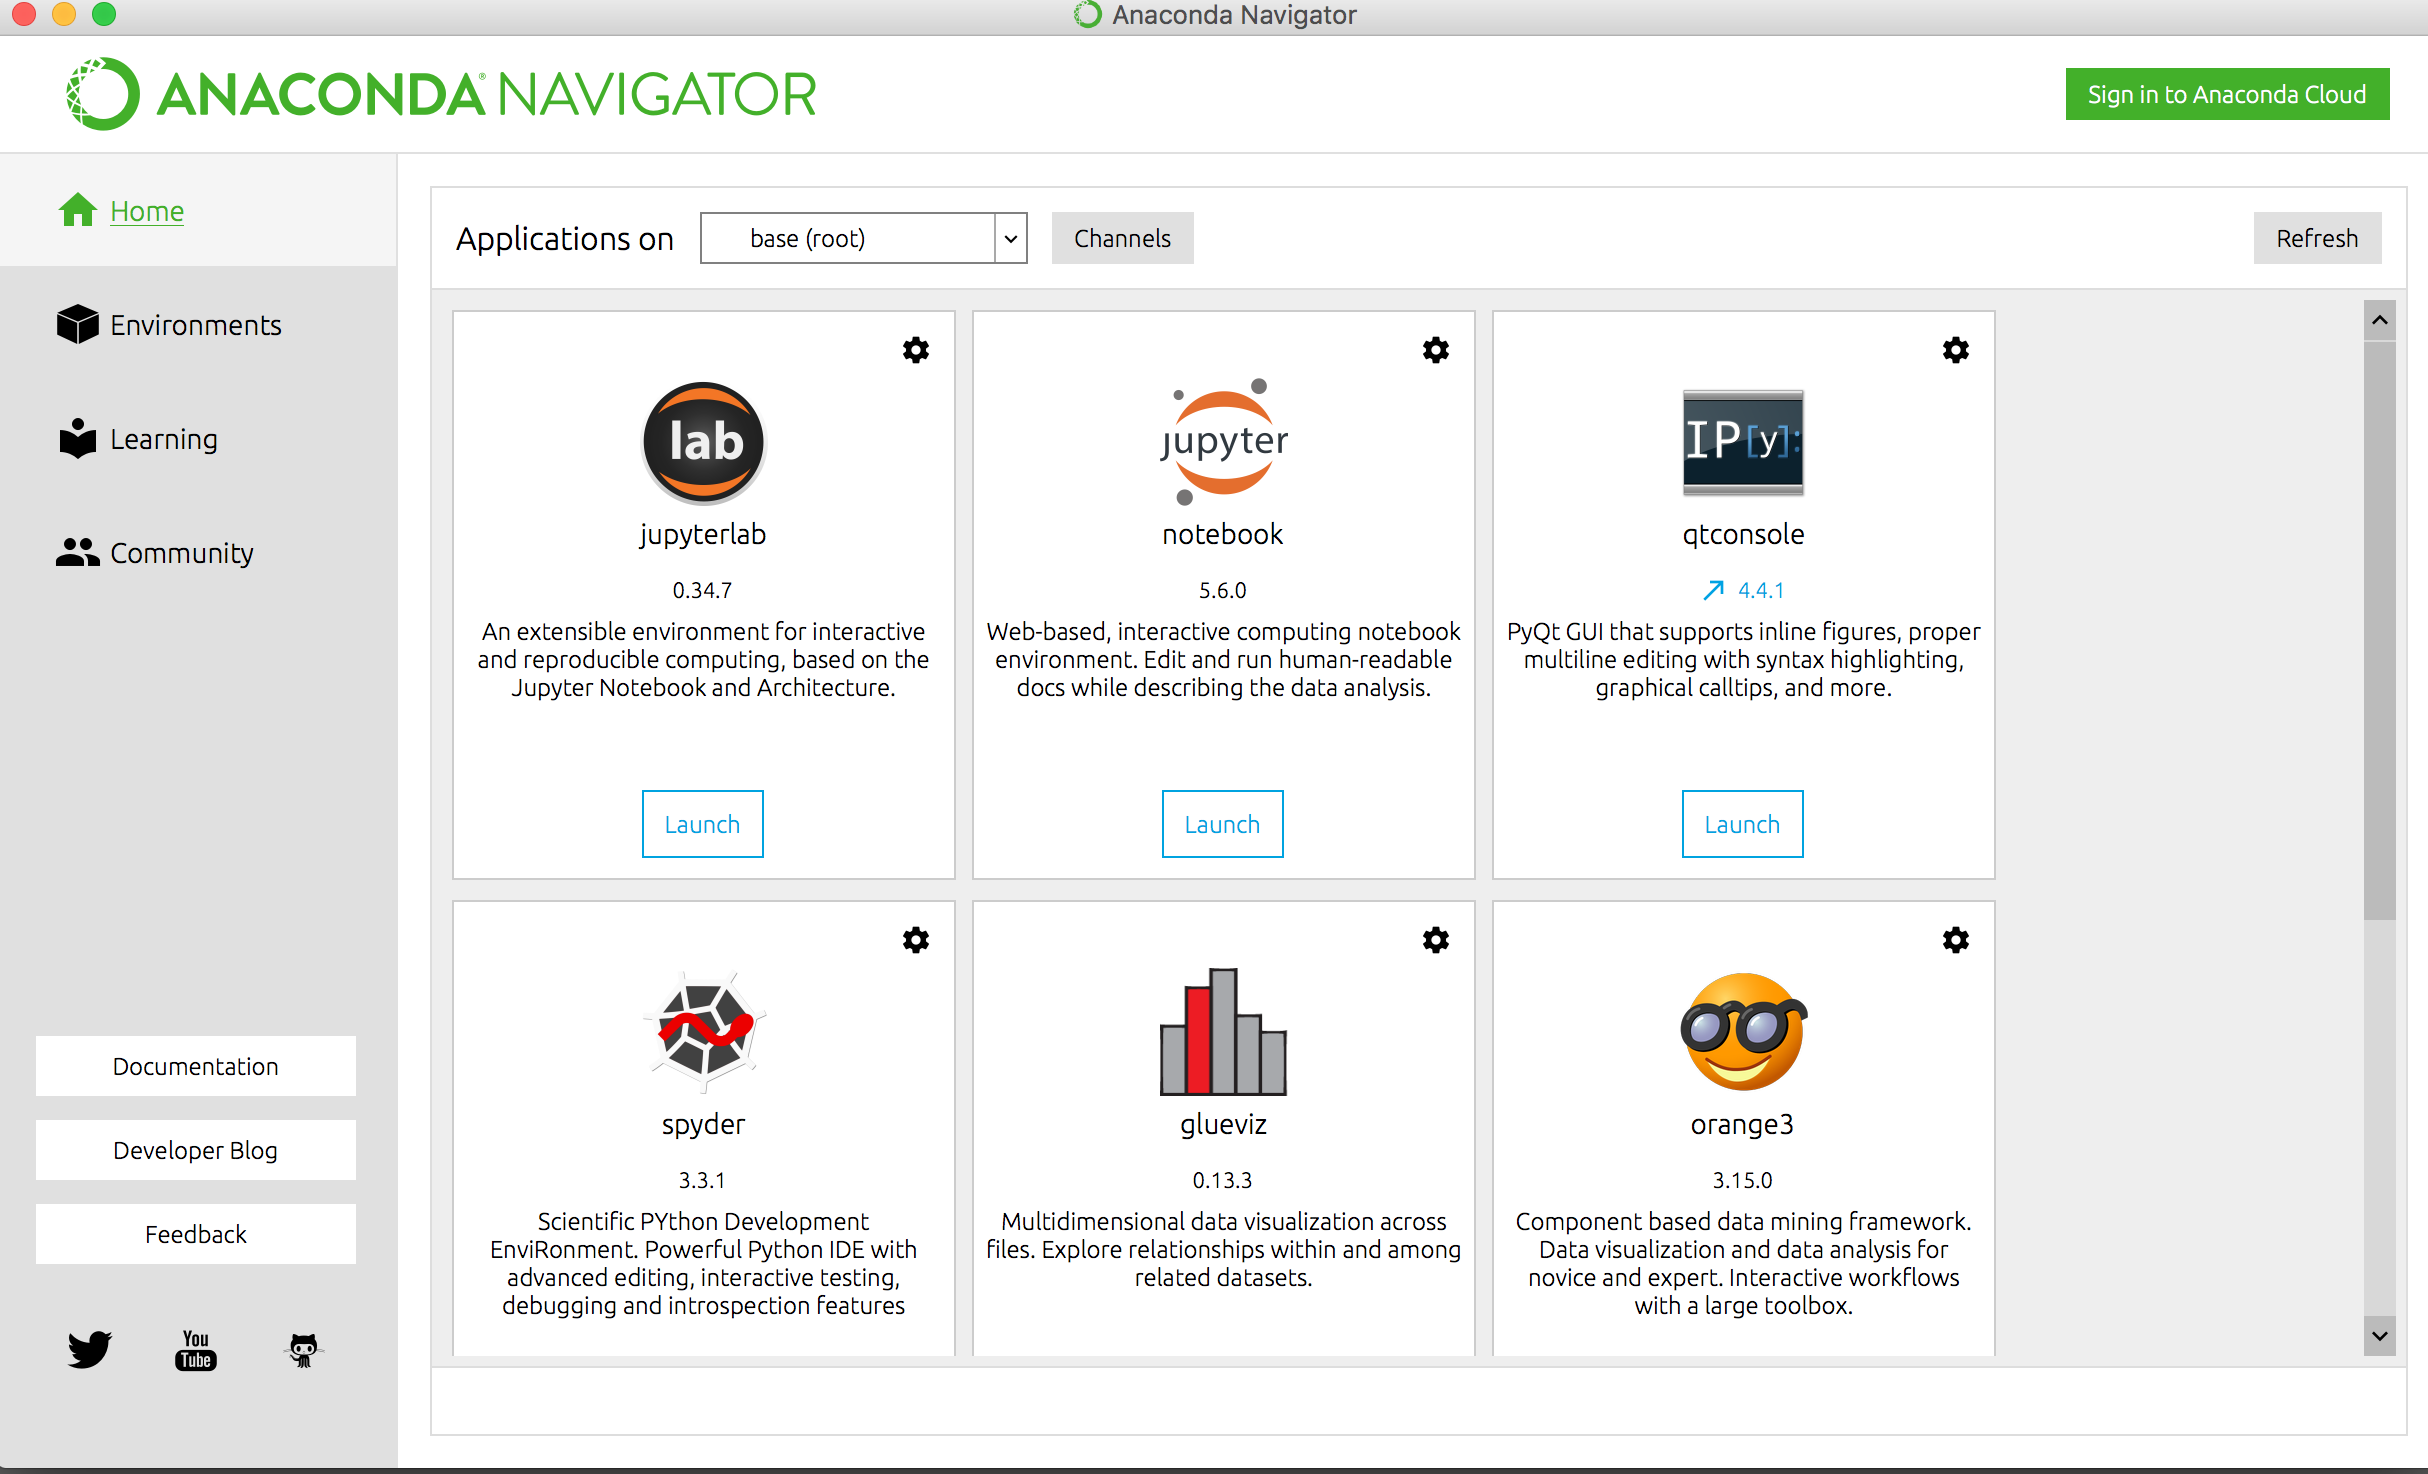 Anaconda Navigator
ANACONDA® NAVIGATOR
Sign in to Anaconda Cloud
Home
Environments
Learning
Community
Documentation
Developer Blog
Feedback
You
Tube
Applications on
base (root)
Channels
Refresh
lab
jupyterlab
0.34.7
An extensible environment for interactive
and reproducible computing, based on the
Jupyter Notebook and Architecture.
Launch
jupyter
notebook
5.6.0
Web-based, interactive computing notebook
environment. Edit and run human-readable
docs while describing the data analysis.
Launch
IP[y]:
qtconsole
4.4.1
PyQt GUI that supports inline figures, proper
multiline editing with syntax highlighting,
graphical calltips, and more.
Launch
spyder
3.3.1
Scientific PYthon Development
EnviRonment. Powerful Python IDE with
advanced editing, interactive testing,
debugging and introspection features
glueviz
0.13.3
Multidimensional data visualization across
files. Explore relationships within and among
related datasets.
orange3
3.15.0
Component based data mining framework.
Data visualization and data analysis for
novice and expert. Interactive workflows
with a large toolbox.